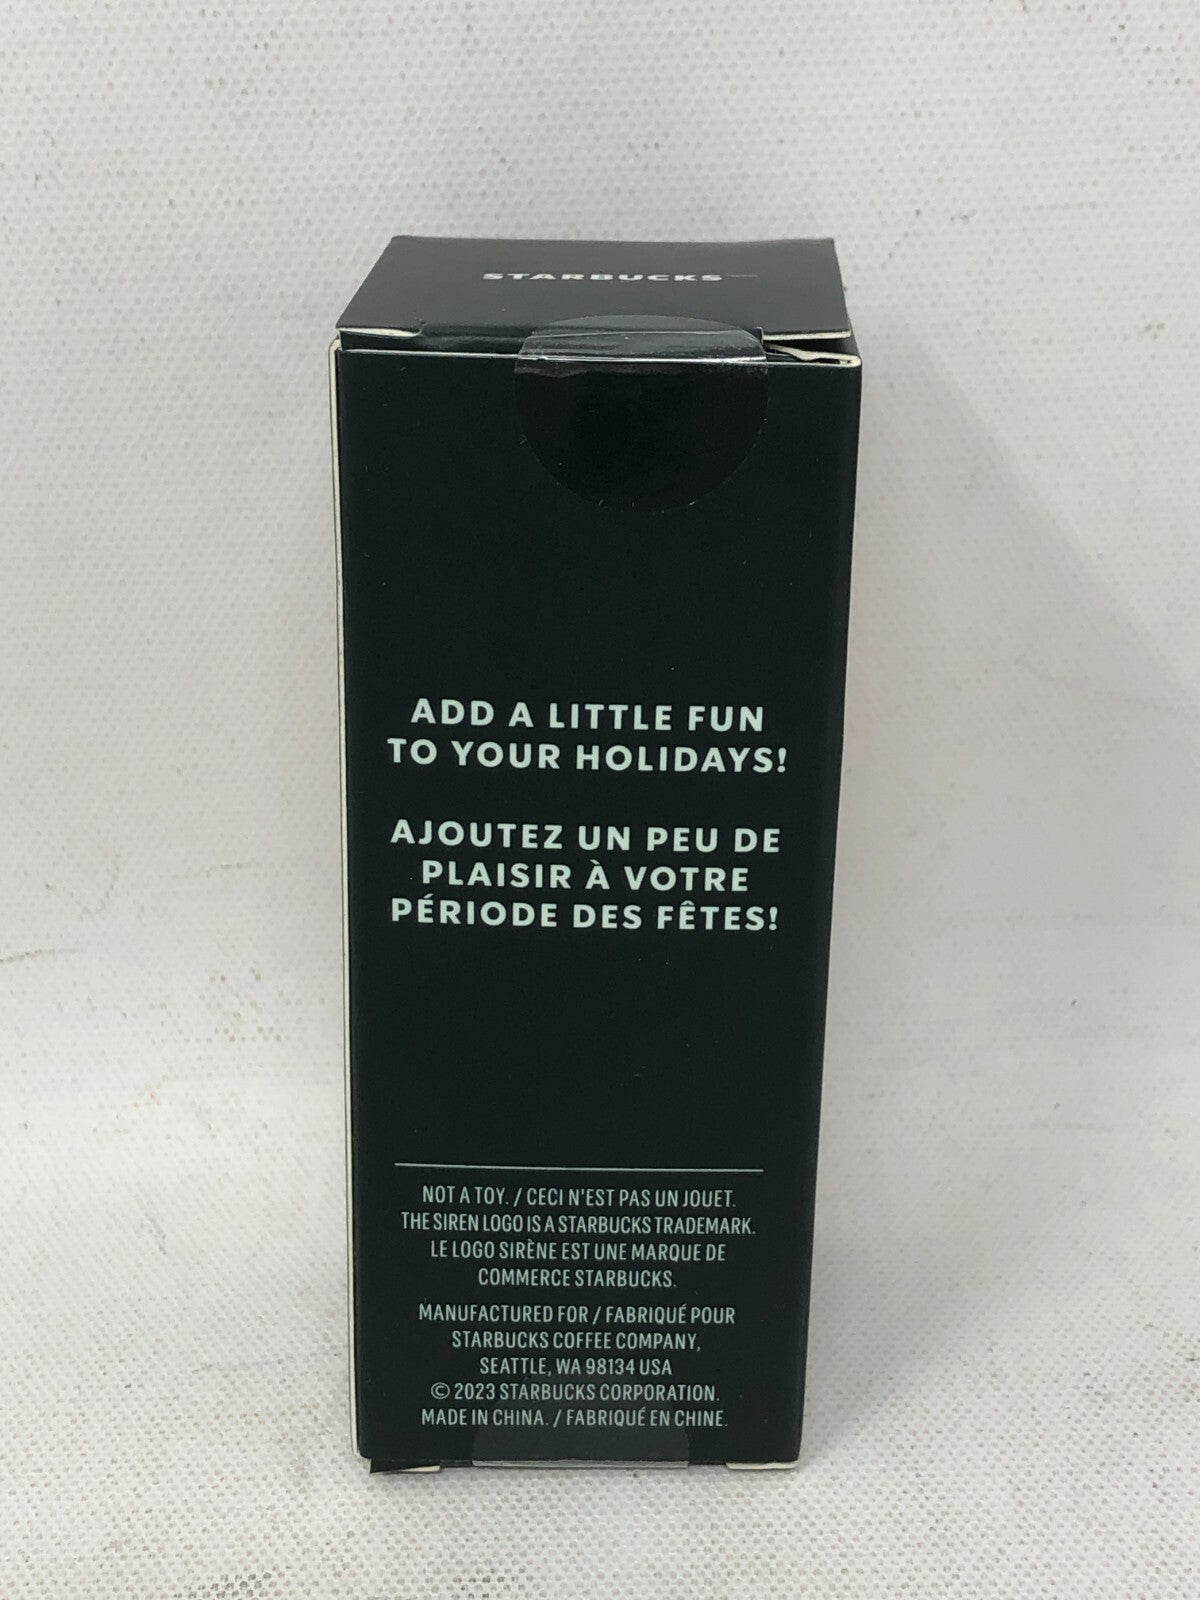 STARBUCKS
ADD A LITTLE FUN
TO YOUR HOLIDAYS!
AJOUTEZ UN PEU DE
PLAISIR À VOTRE
PÉRIODE DES FÊTES!
NOT A TOY. / CECI N'EST PAS UN JOUET.
THE SIREN LOGO IS A STARBUCKS TRADEMARK.
LE LOGO SIRÈNE EST UNE MARQUE DE
COMMERCE STARBUCKS.
MANUFACTURED FOR / FABRIQUÉ POUR
STARBUCKS COFFEE COMPANY,
SEATTLE, WA 98134 USA
© 2023 STARBUCKS CORPORATION.
MADE IN CHINA. / FABRIQUÉ EN CHINE.